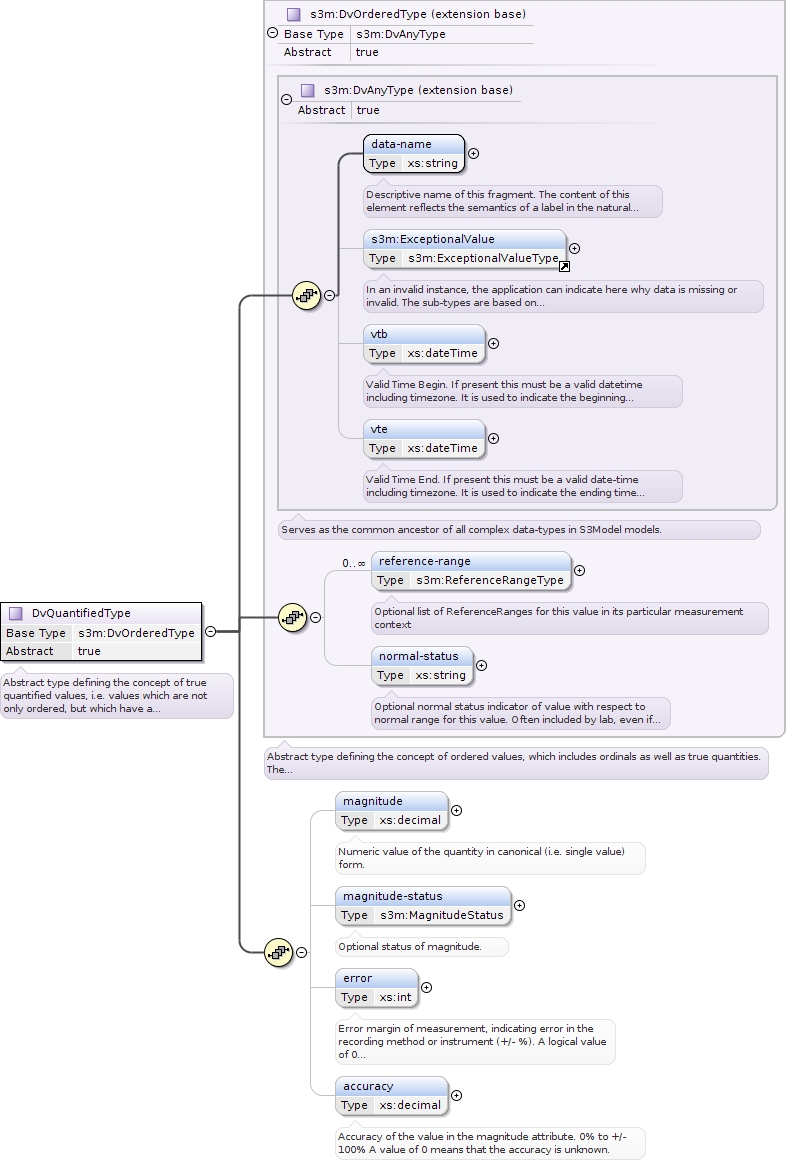 s3m:DvOrderedType (extension base)
Base Type s3m:DvAnyType
Abstract true
s3m:DvAnyType (extension base)
Abstract true
data-name
Type xs:string
Descriptive name of this fragment. The content of this
element reflects the semantics of a label in the natural...
s3m:ExceptionalValue
Type s3m:ExceptionalValueType
In an invalid instance, the application can indicate here why data is missing or
invalid. The sub-types are based on...
vtb
Type xs:dateTime
Valid Time Begin. If present this must be a valid datetime
including timezone. It is used to indicate the beginning...
vte
Type xs:dateTime
Valid Time End. If present this must be a valid date-time
including timezone. It is used to indicate the ending time...
Serves as the common ancestor of all complex data-types in S3Model models.
0..∞
reference-range
Type s3m:ReferenceRangeType
Optional list of ReferenceRanges for this value in its particular measurement
context
normal-status
Type xs:string
Optional normal status indicator of value with respect to
normal range for this value. Often included by lab, even if...
DvQuantifiedType
Base Type s3m:DvOrderedType
Abstract true
Abstract type defining the concept of true
quantified values, i.e. values which are not
only ordered, but which have a...
Abstract type defining the concept of ordered values, which includes ordinals as well as true quantities.
The...
magnitude
Type xs:decimal
Numeric value of the quantity in canonical (i.e. single value)
form.
magnitude-status
Type s3m:MagnitudeStatus
Optional status of magnitude.
error
Type xs:int
Error margin of measurement, indicating error in the
recording method or instrument (+/- %). A logical value
of 0...
accuracy
Type xs:decimal
Accuracy of the value in the magnitude attribute. 0% to +/-
100% A value of 0 means that the accuracy is unknown.